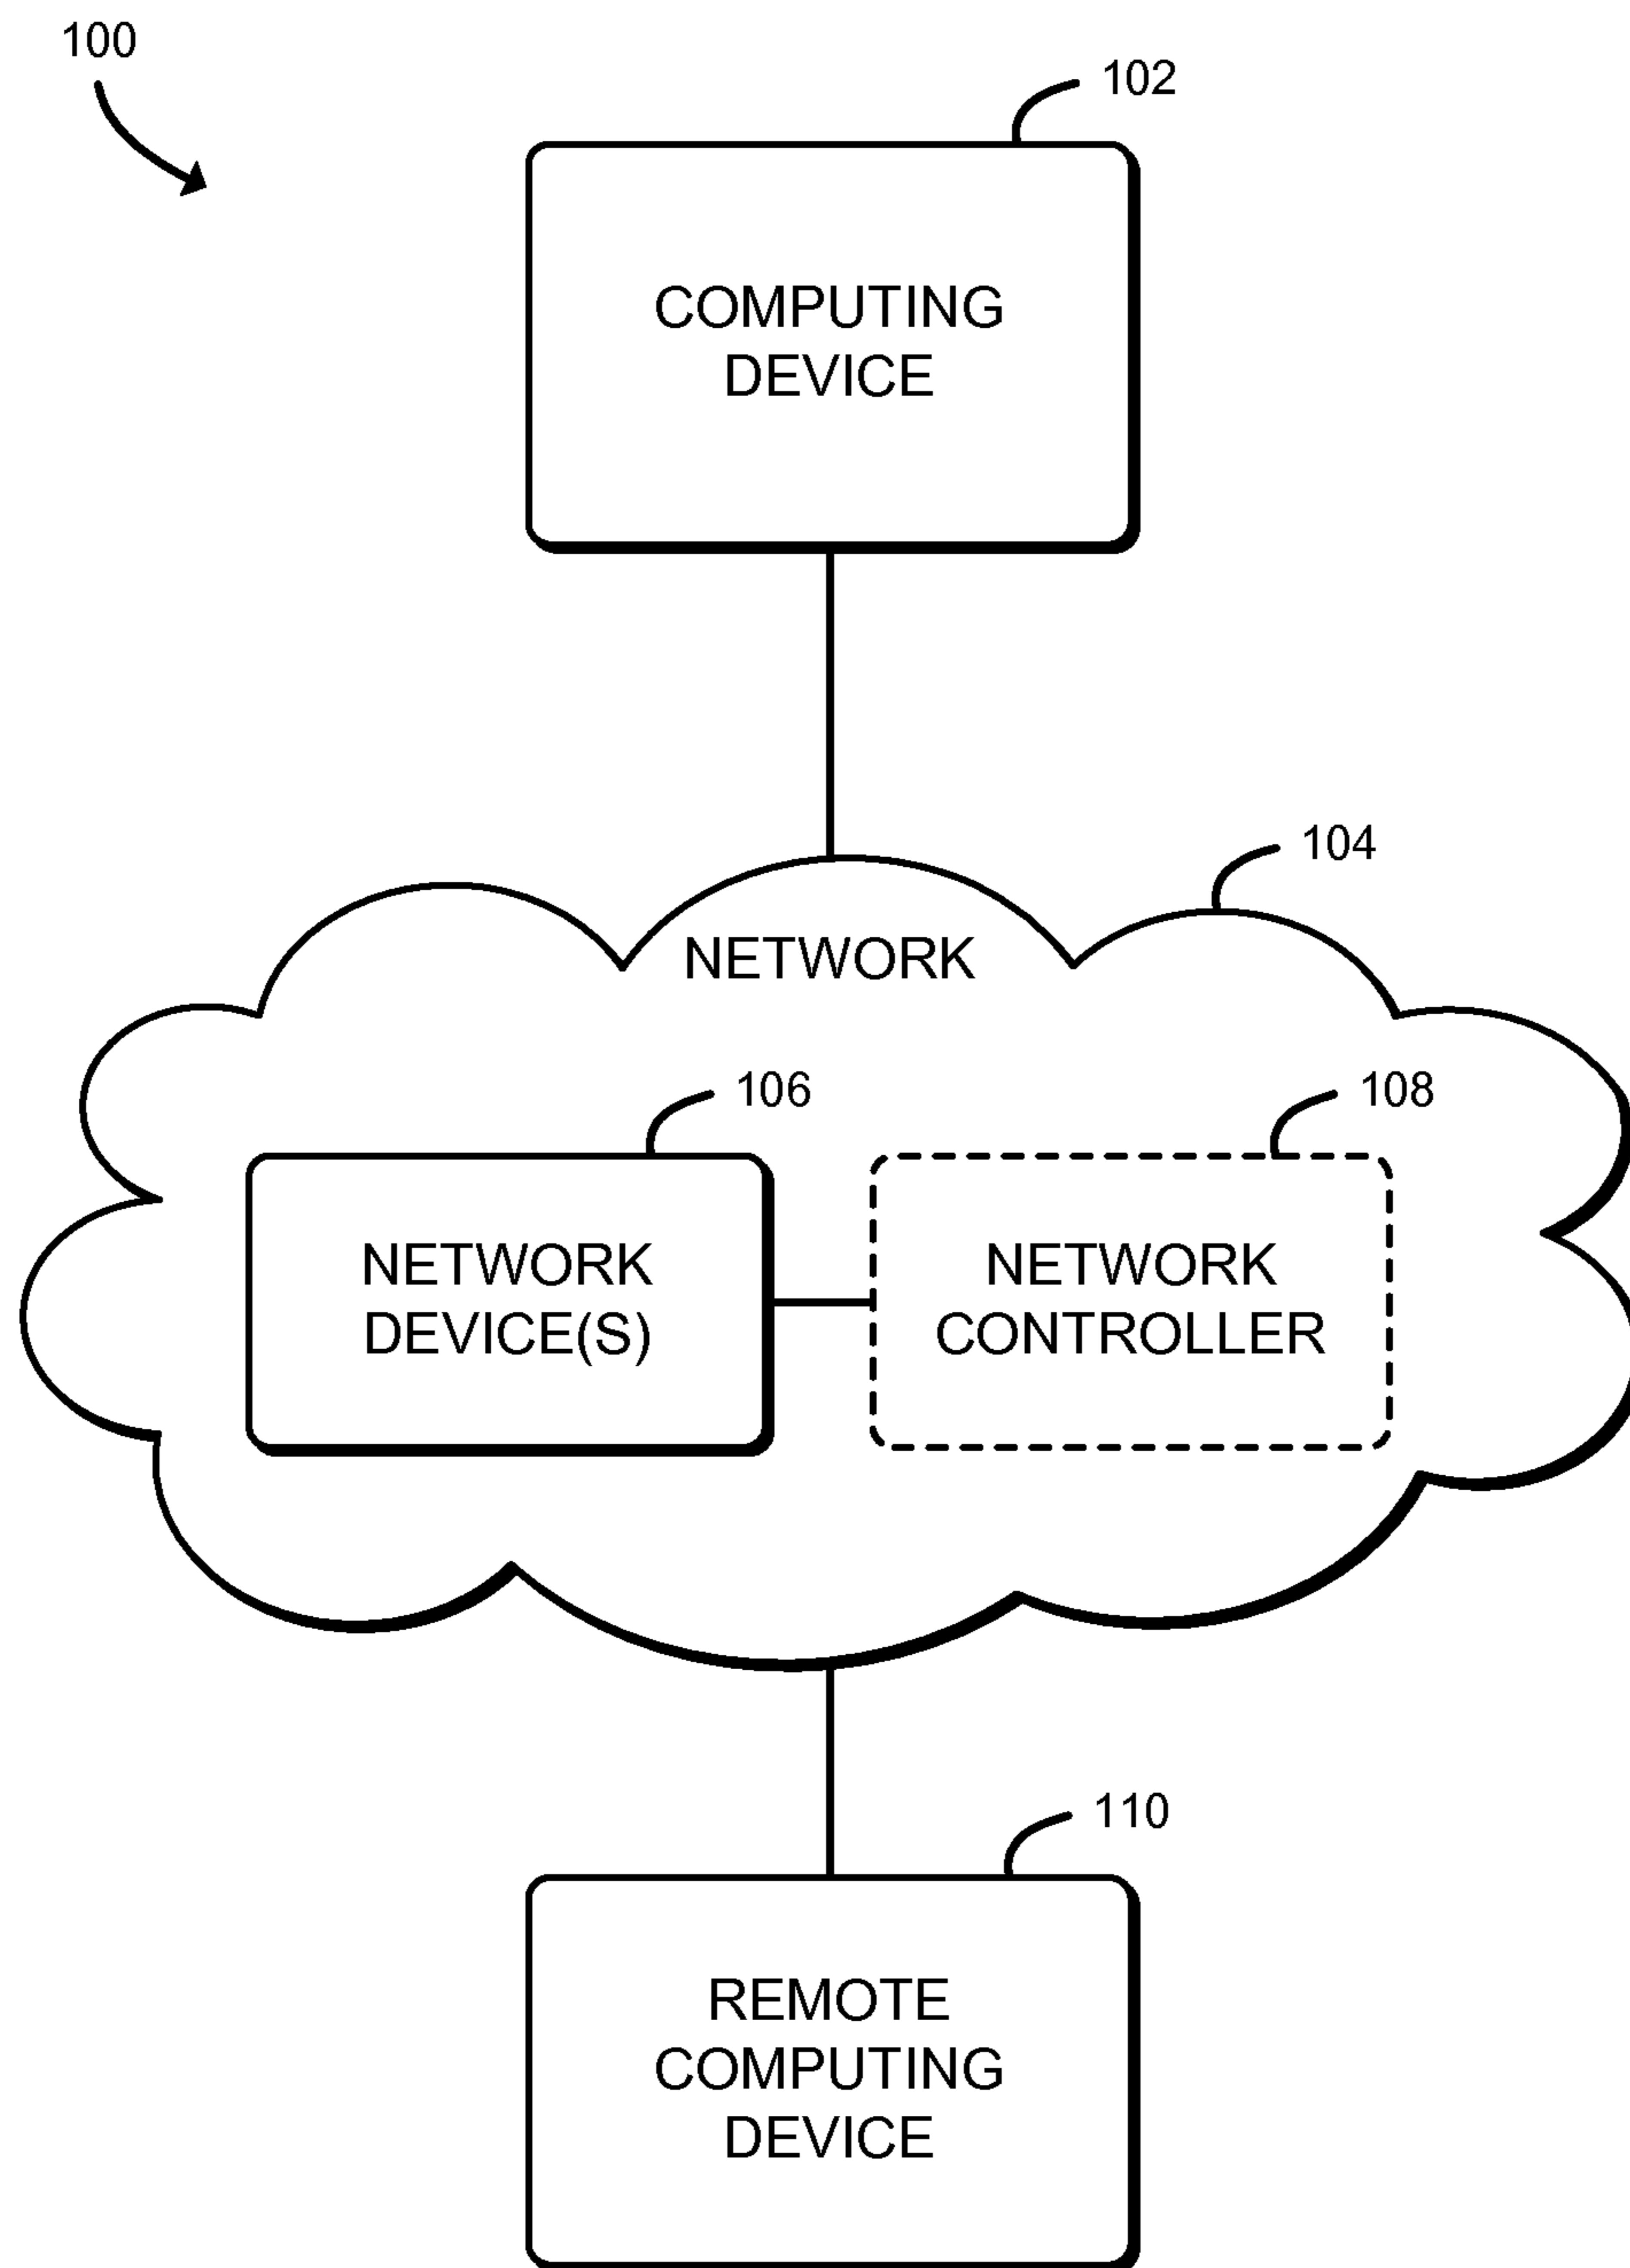 100
102
COMPUTING
DEVICE
104
NETWORK
106
108
NETWORK
DEVICE(S)
NETWORK
CONTROLLER
110
REMOTE
COMPUTING
DEVICE